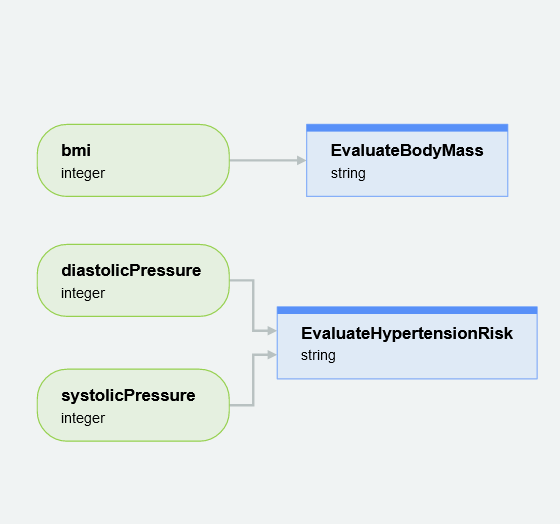 bmi
integer
EvaluateBodyMass
string
diastolicPressure
integer
systolicPressure
integer
EvaluateHypertensionRisk
string